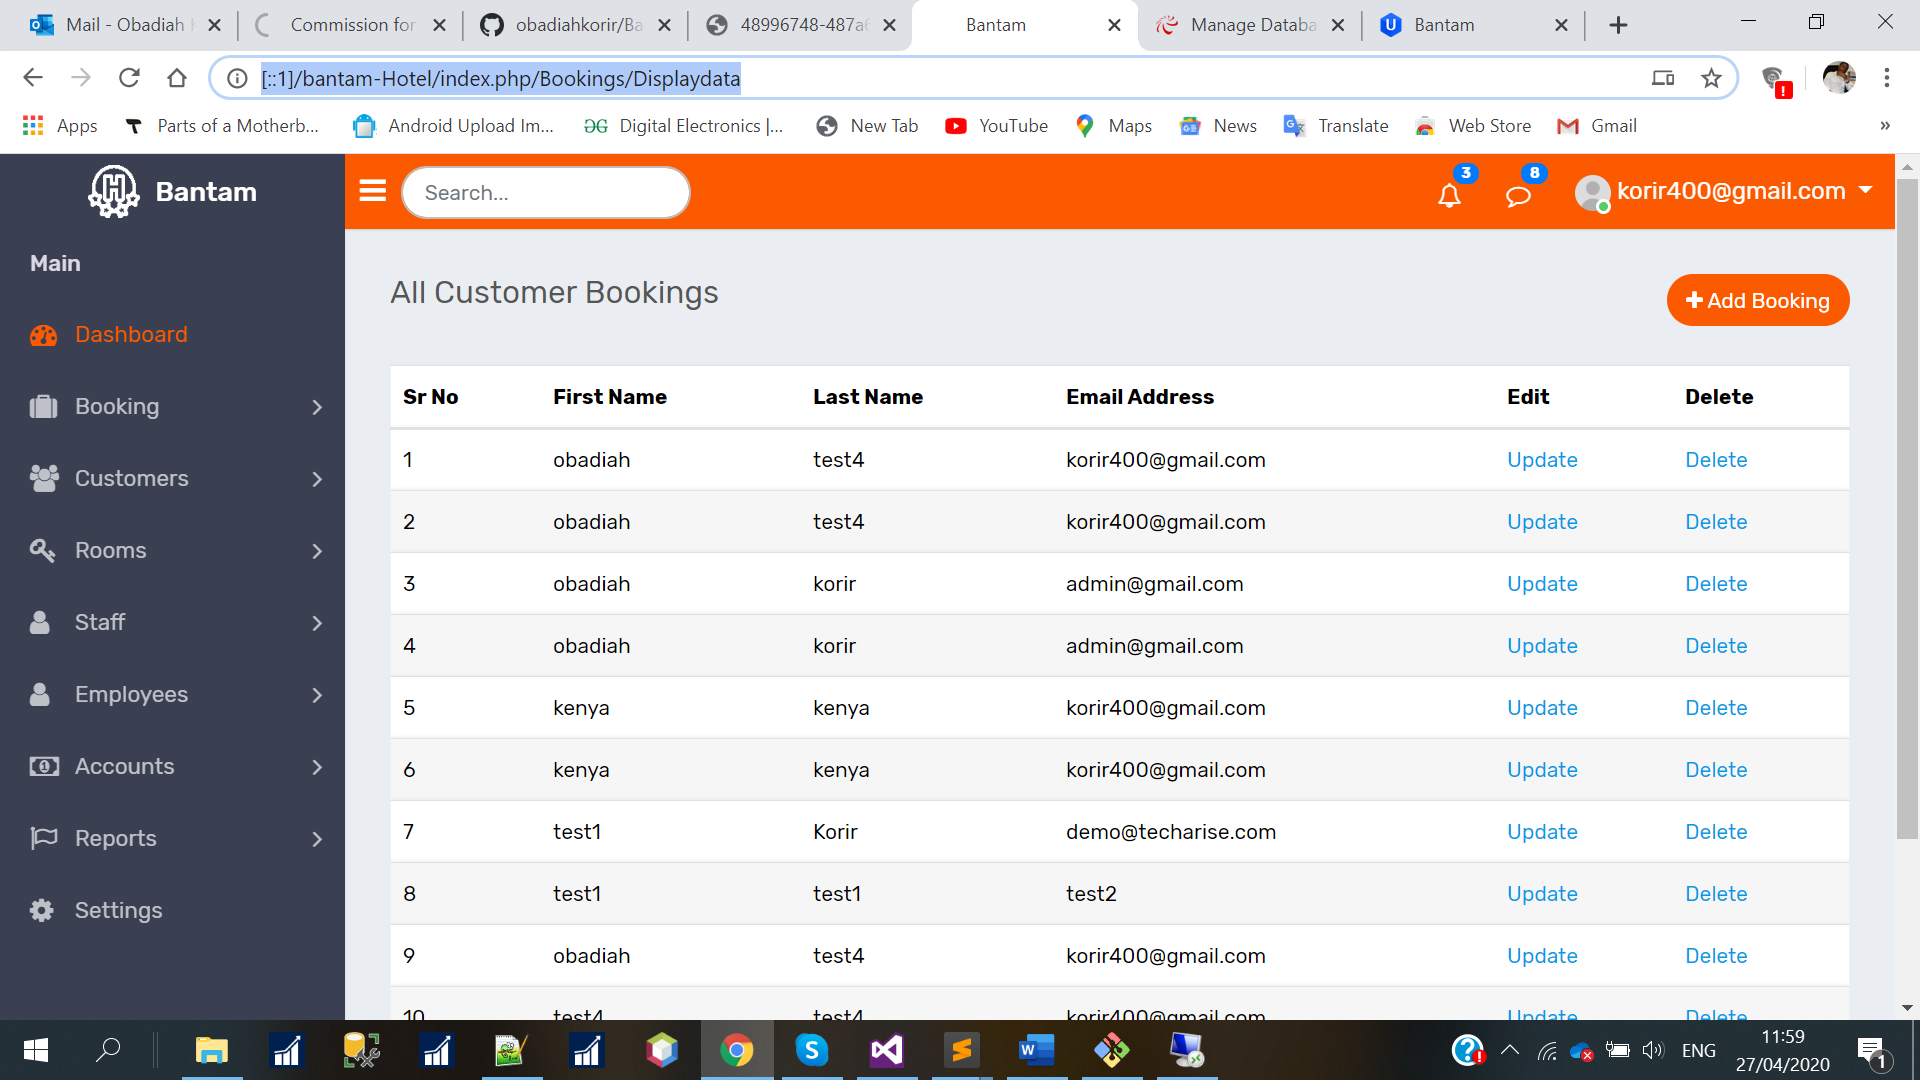 Mail - Obadiah
Commission for
obadiahkorir/Ba
48996748-487a6
Bantam
Manage Databa
Bantam
[::1]/bantam-Hotel/index.php/Bookings/Displaydata
Apps
Parts of a Motherb...
Android Upload Im...
Digital Electronics |...
New Tab
YouTube
Maps
News
Translate
Web Store
Gmail
»
Bantam
Search...
3
8
korir400@gmail.com
Main
Dashboard
Booking
Customers
Rooms
Staff
Employees
Accounts
Reports
Settings
All Customer Bookings
Add Booking
Sr No First Name Last Name Email Address Edit Delete
1 obadiah test4 korir400@gmail.com Update Delete
2 obadiah test4 korir400@gmail.com Update Delete
3 obadiah korir admin@gmail.com Update Delete
4 obadiah korir admin@gmail.com Update Delete
5 kenya kenya korir400@gmail.com Update Delete
6 kenya kenya korir400@gmail.com Update Delete
7 test1 Korir demo@techarise.com Update Delete
8 test1 test1 test2 Update Delete
9 obadiah test4 korir400@gmail.com Update Delete
10 test4 test4 korir400@gmail.com Update Delete
ENG
11:59
27/04/2020
1